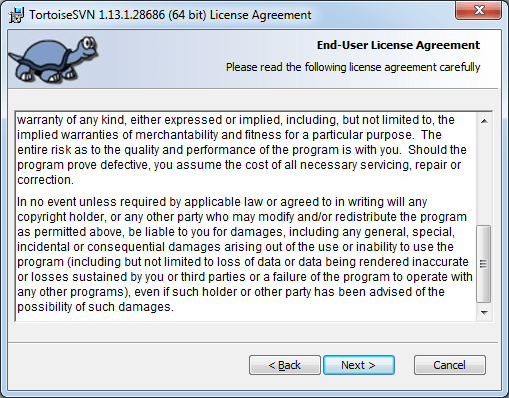 TortoiseSVN 1.13.1.28686 (64 bit) License Agreement
End-User License Agreement
Please read the following license agreement carefully
warranty of any kind, either expressed or implied, including, but not limited to, the
implied warranties of merchantability and fitness for a particular purpose.  The
entire risk as to the quality and performance of the program is with you.  Should the
program prove defective, you assume the cost of all necessary servicing, repair or
correction.
In no event unless required by applicable law or agreed to in writing will any
copyright holder, or any other party who may modify and/or redistribute the program
as permitted above, be liable to you for damages, including any general, special,
incidental or consequential damages arising out of the use or inability to use the
program (including but not limited to loss of data or data being rendered inaccurate
or losses sustained by you or third parties or a failure of the program to operate with
any other programs), even if such holder or other party has been advised of the
possibility of such damages.
< Back Next > Cancel